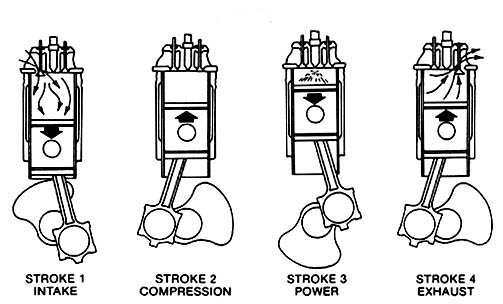 STROKE 1
INTAKE
STROKE 2
COMPRESSION
STROKE 3
POWER
STROKE 4
EXHAUST